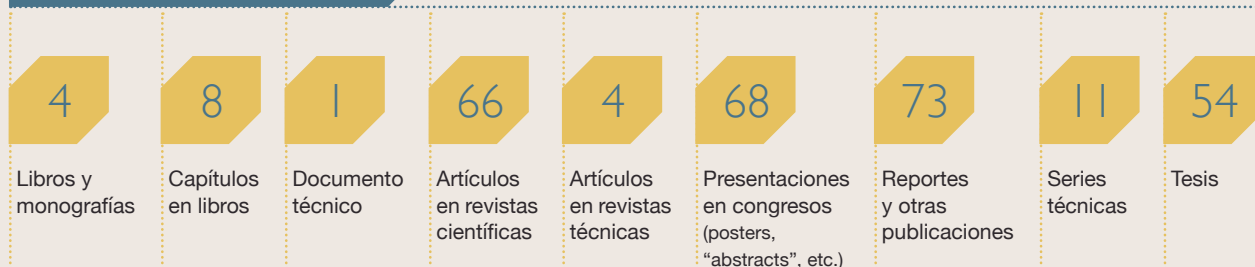 4
Libros y
monografías
8
Capítulos
en libros
1
Documento
técnico
66
Artículos
en revistas
científicas
4
Artículos
en revistas
técnicas
68
Presentaciones
en congresos
(posters,
“abstracts”, etc.)
73
Reportes
y otras
publicaciones
11
Series
técnicas
54
Tesis